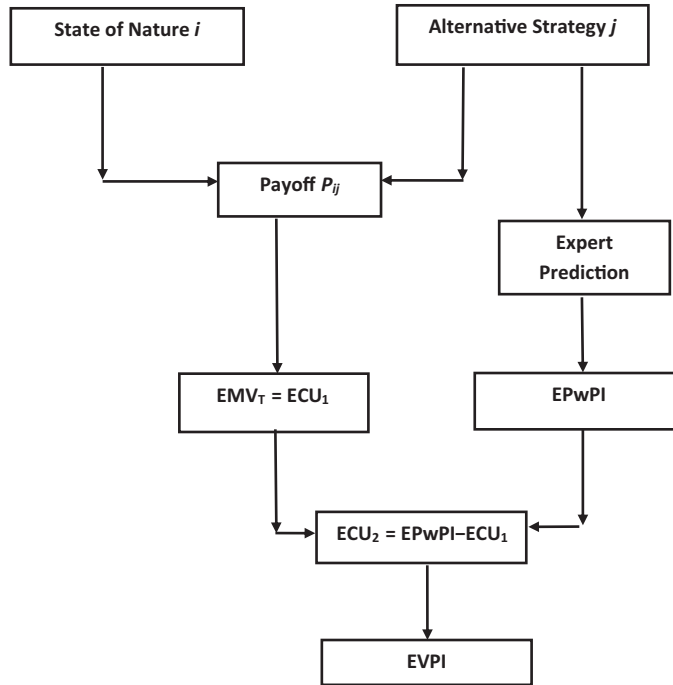 State of Nature i
Alternative Strategy j
Payoff Pij
Expert
Prediction
EMVT = ECU1
EPwPI
ECU2 = EPwPI–ECU1
EVPI